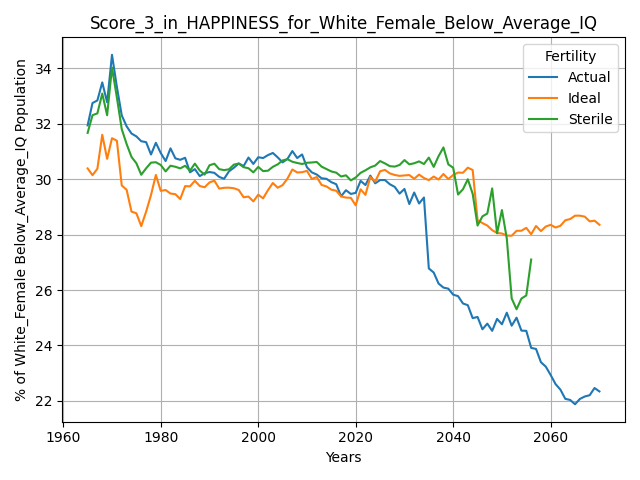 Score_3_in_HAPPINESS_for_White_Female_Below_Average_IQ
% of White_Female Below_Average_IQ Population
34
32
30
28
26
24
22
Fertility
Actual
Ideal
Sterile
1960
1980
2000
2020
2040
2060
Years